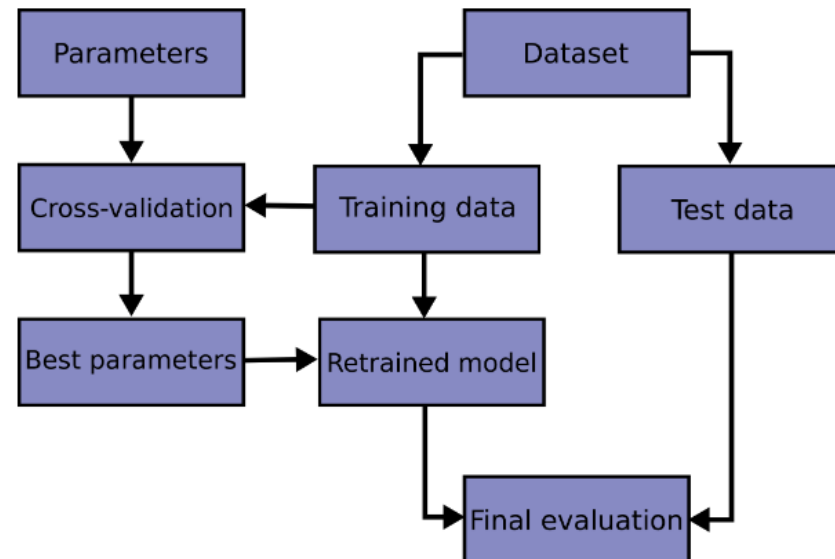 Parameters
Dataset
Cross-validation
Training data
Test data
Best parameters
Retrained model
Final evaluation